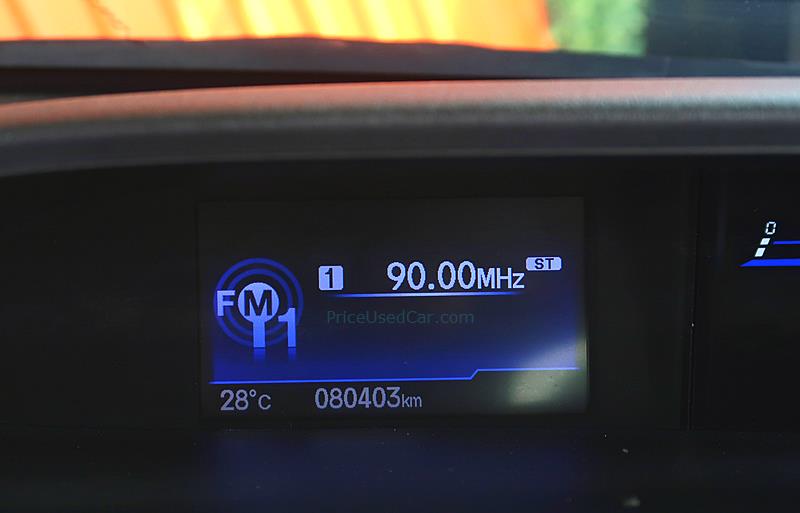 0
1 90.00MHz ST
FM
1
PriceUsedCar.com
28°C 080403km